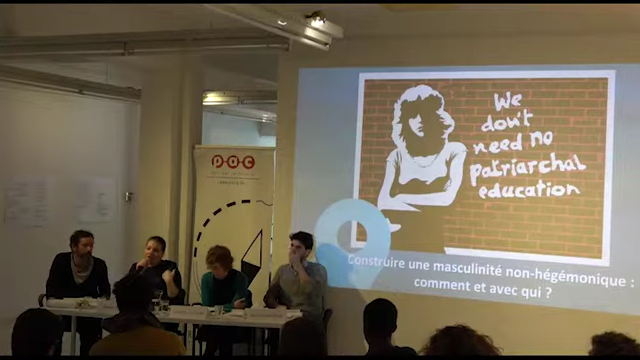 pac
We
don't
need no
patriarchal
education
Construire une masculinité non-hégémonique :
comment et avec qui ?